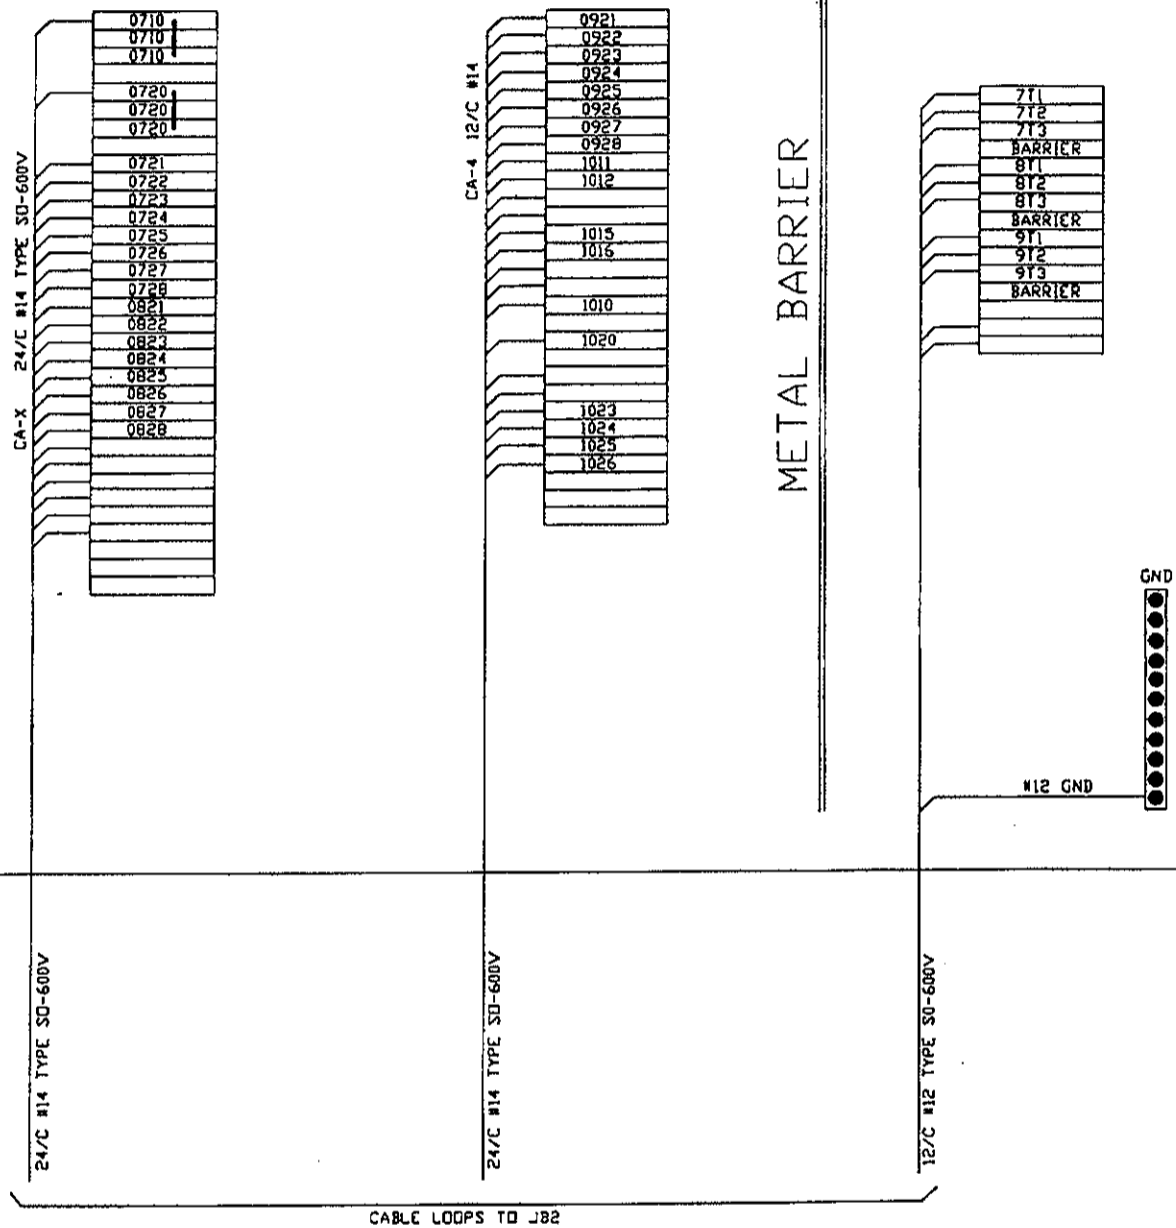 0710
0710
0710
0720
0720
0720
0721
0722
0723
0724
0725
0726
0727
0728
0821
0822
0823
0824
0825
0826
0827
0828
CA-X 24/C #14 TYPE SO-600V
0921
0922
0923
0924
0925
0926
0927
0928
1011
1012
1015
1016
1010
1020
1023
1024
1025
1026
CA-4 12/C #14
METAL BARRIER
7T1
7T2
7T3
BARRIER
8T1
8T2
8T3
BARRIER
9T1
9T2
9T3
BARRIER
GND
#12 GND
24/C #14 TYPE SO-600V
24/C #14 TYPE SO-600V
12/C #12 TYPE SO-600V
CABLE LOOPS TO JB2